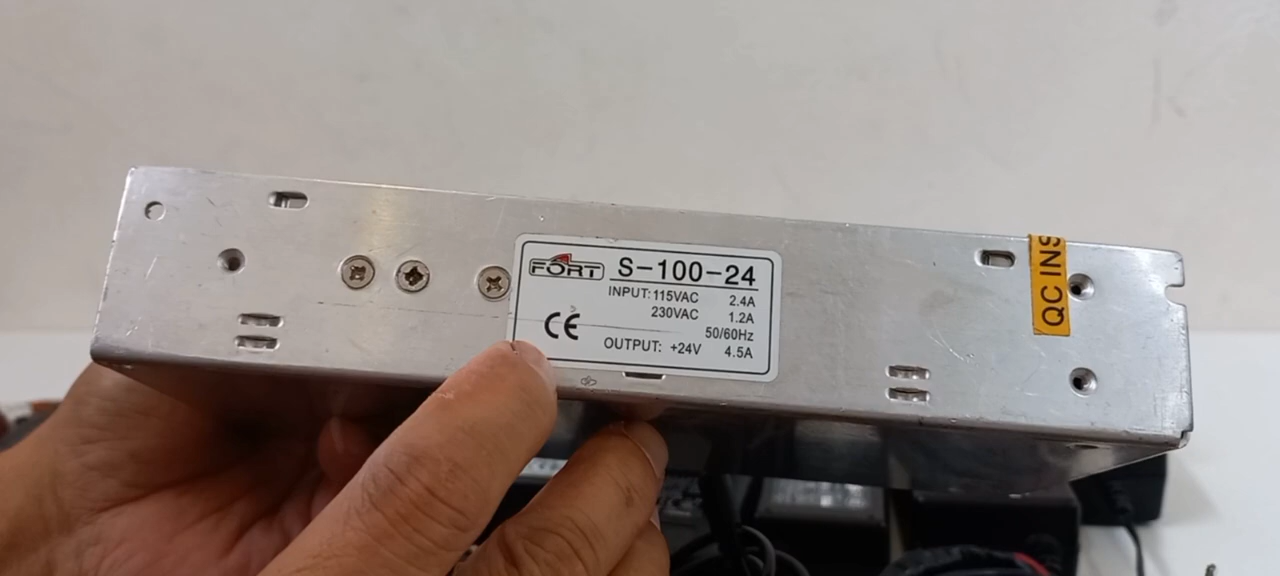 FORT S-100-24
INPUT: 115VAC 2.4A
230VAC 1.2A
50/60Hz
CE
OUTPUT: +24V 4.5A
QC INS